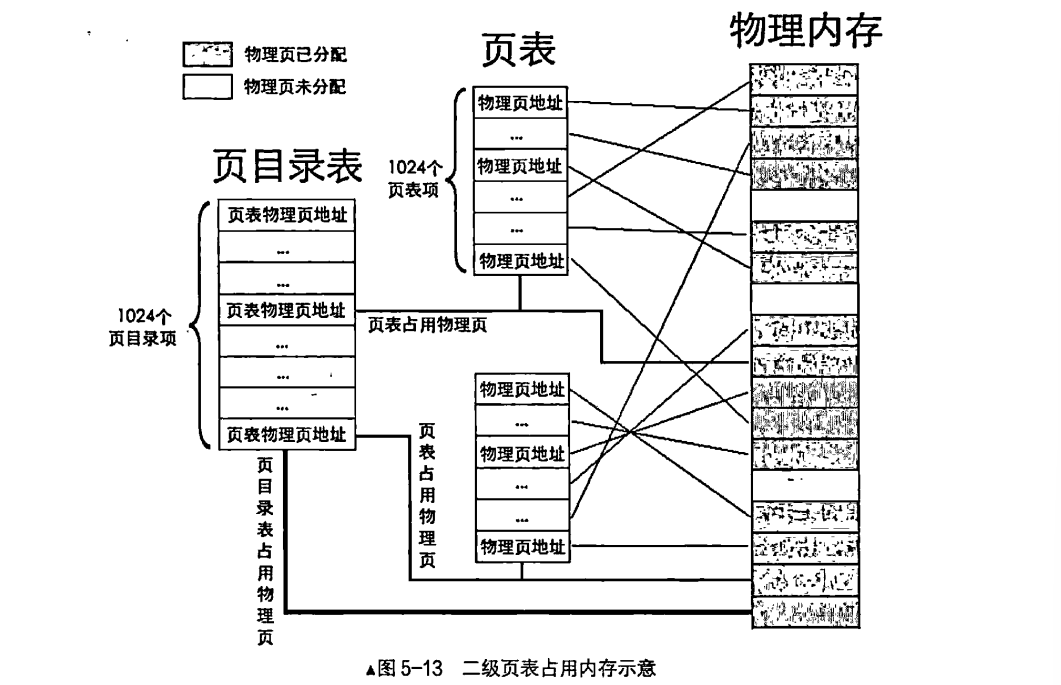 物理页已分配
物理页未分配
页表
物理内存
页目录表
1024个
页表项
物理页地址
...
物理页地址
...
...
物理页地址
1024个
页目录项
页表物理页地址
...
...
页表物理页地址
...
...
...
页表物理页地址
页表占用物理页
物理页地址
...
物理页地址
...
...
物理页地址
页表占用物理页
页目录表占用物理页
▲图 5-13 二级页表占用内存示意